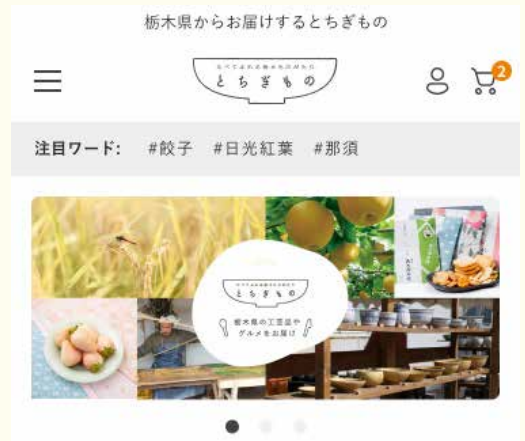 栃木県からお届けするとちぎもの
とちぎもの
2
注目ワード: #餃子 #日光紅葉 #那須
とちぎもの
栃木県の工芸品や
グルメをお届け